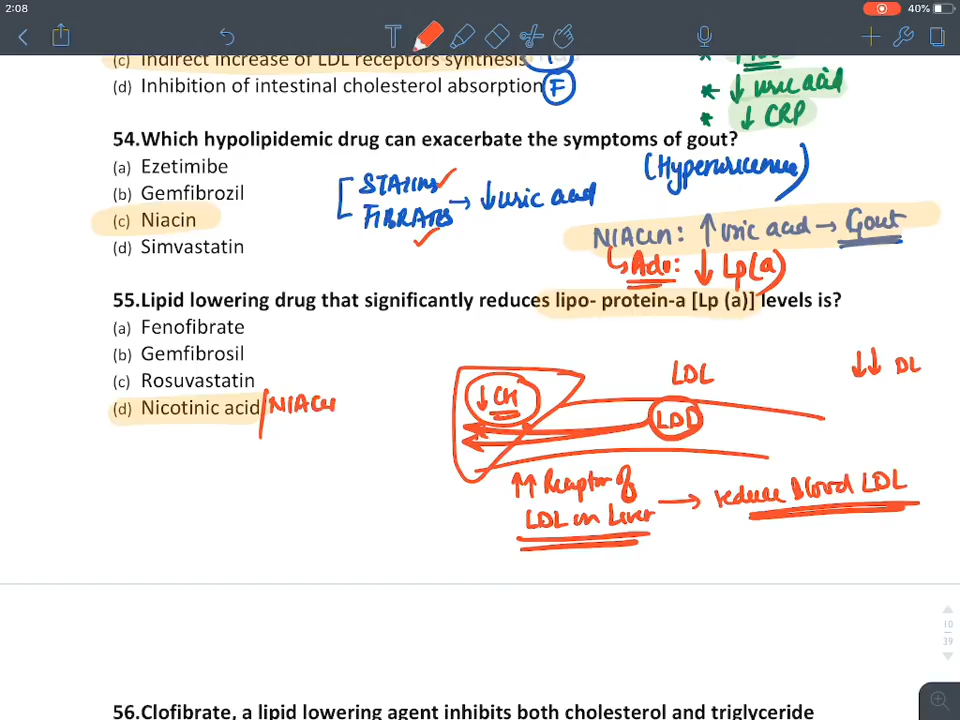 2:08
40%
(c) Indirect increase of LDL receptors synthesis
(d) Inhibition of intestinal cholesterol absorption F
* ↓ uric acid
* ↓ CRP
54.Which hypolipidemic drug can exacerbate the symptoms of gout?
(a) Ezetimibe
(b) Gemfibrozil
(c) Niacin
(d) Simvastatin
(Hyperuricemia)
STATINS
FIBRATES → ↓ uric acid
NIACIN: ↑ uric acid → Gout
Adv: ↓ Lp(a)
55.Lipid lowering drug that significantly reduces lipo- protein-a [Lp (a)] levels is?
(a) Fenofibrate
(b) Gemfibrosil
(c) Rosuvastatin
(d) Nicotinic acid/NIACIN
↓ CH
LDL
LDL
↓↓ DL
↑↑ Receptor of
LDL on Liver → reduce Blood LDL
10
39
56.Clofibrate, a lipid lowering agent inhibits both cholesterol and triglyceride